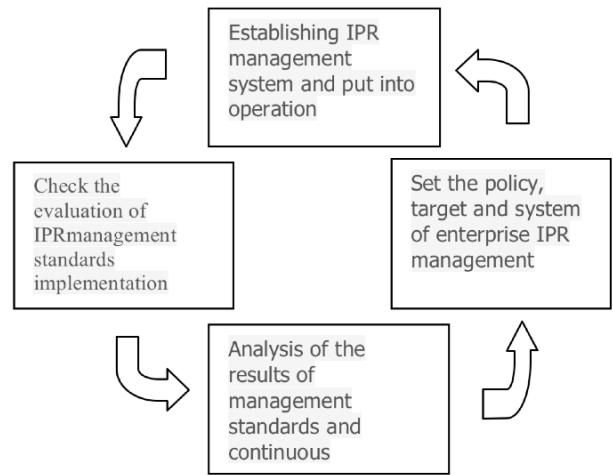 Establishing IPR
management
system and put into
operation
Check the
evaluation of
IPRmanagement
standards
implementation
Set the policy,
target and system
of enterprise IPR
management
Analysis of the
results of
management
standards and
continuous